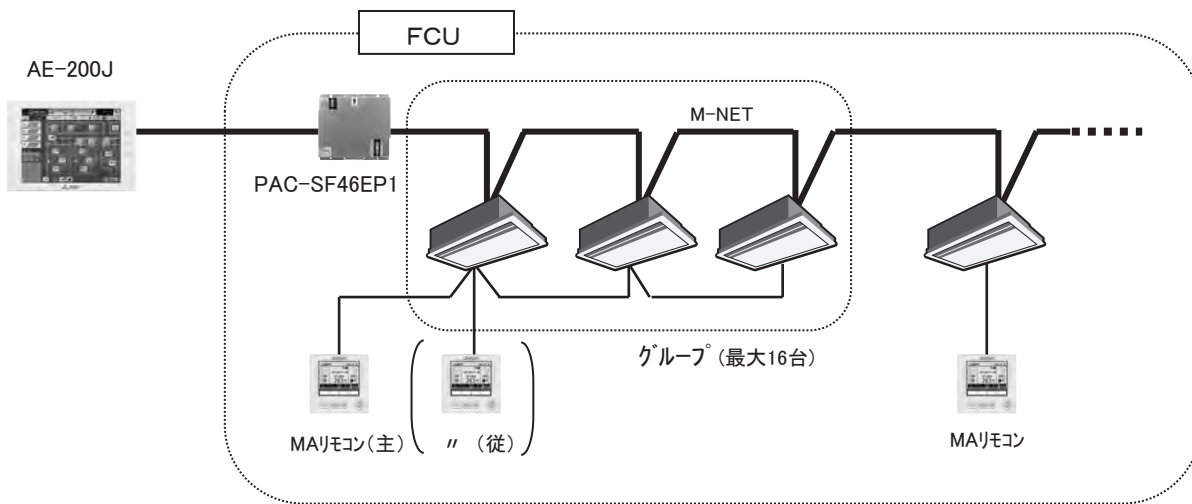 FCU
AE-200J
M-NET
PAC-SF46EP1
グループ (最大16台)
MAリモコン(主)
〃 (従)
MAリモコン